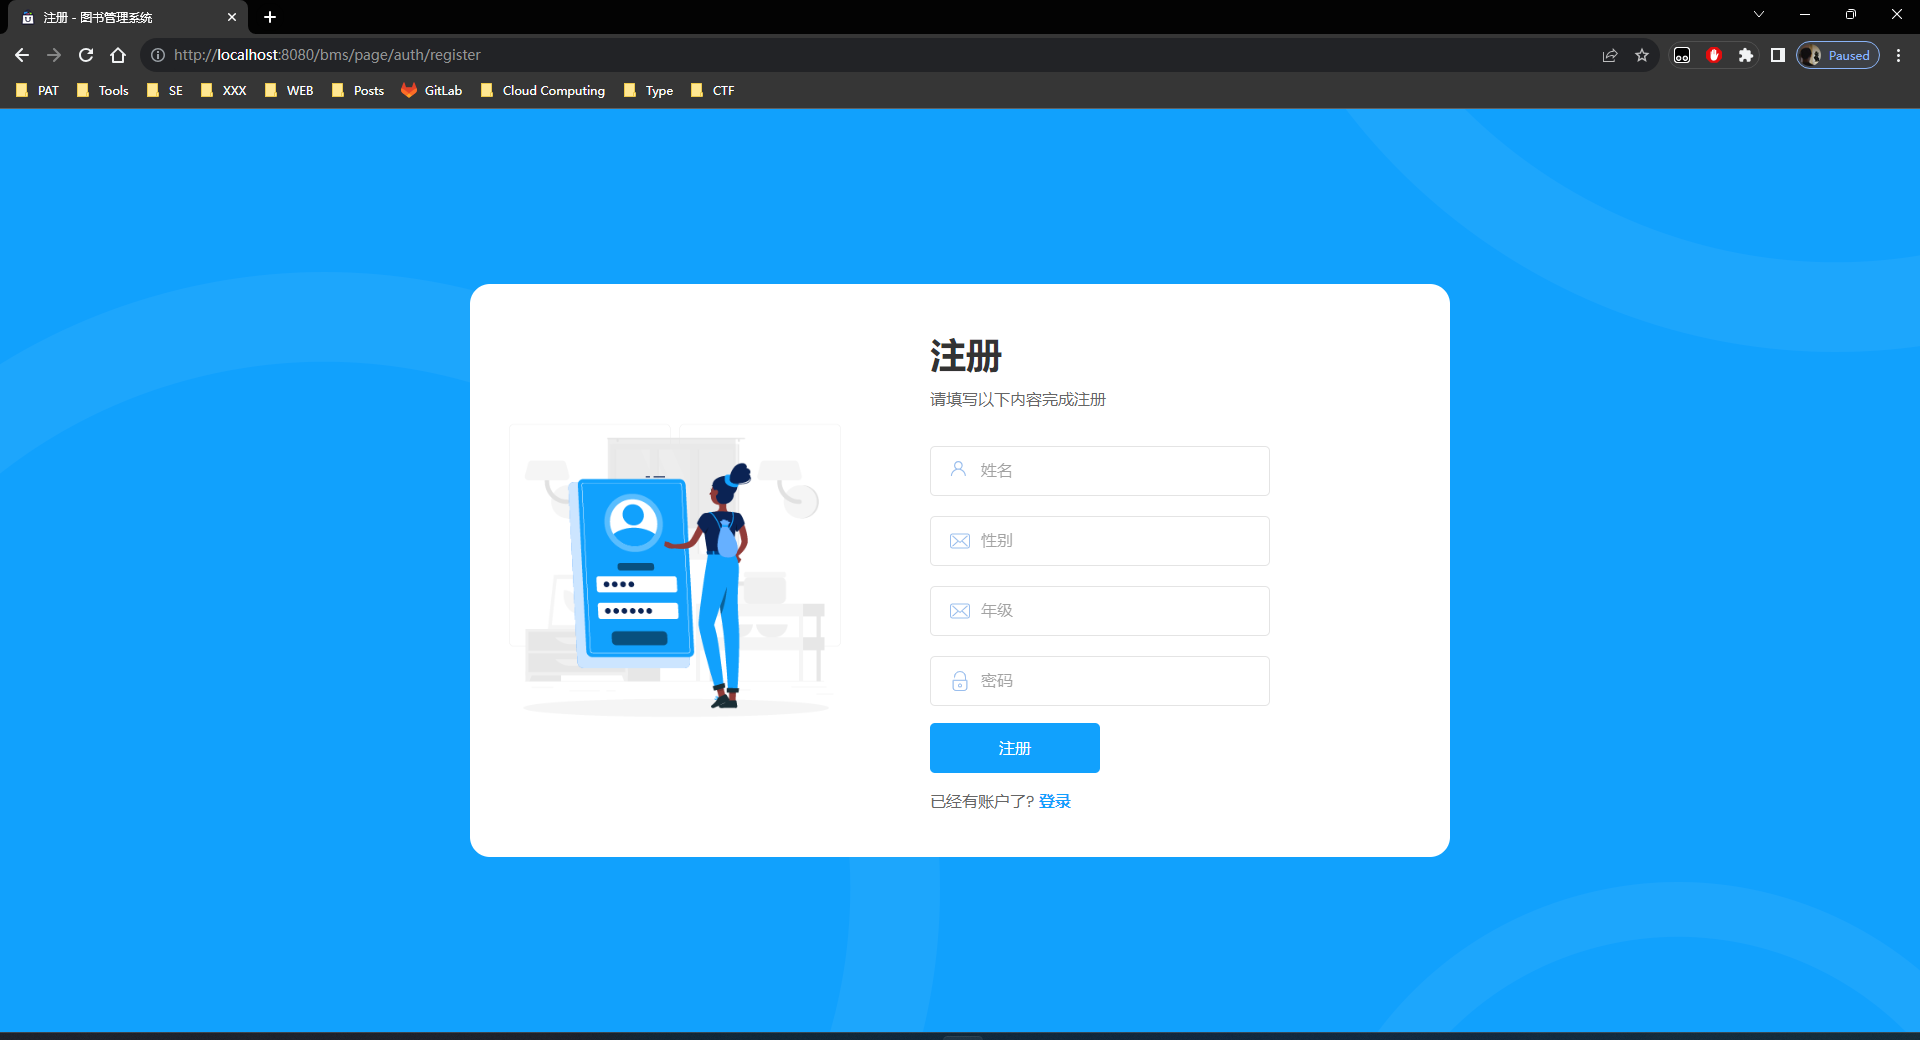 注册 - 图书管理系统
http://localhost:8080/bms/page/auth/register
Paused
PAT Tools SE XXX WEB Posts GitLab Cloud Computing Type CTF
注册
请填写以下内容完成注册
姓名
性别
年级
密码
注册
已经有账户了? 登录